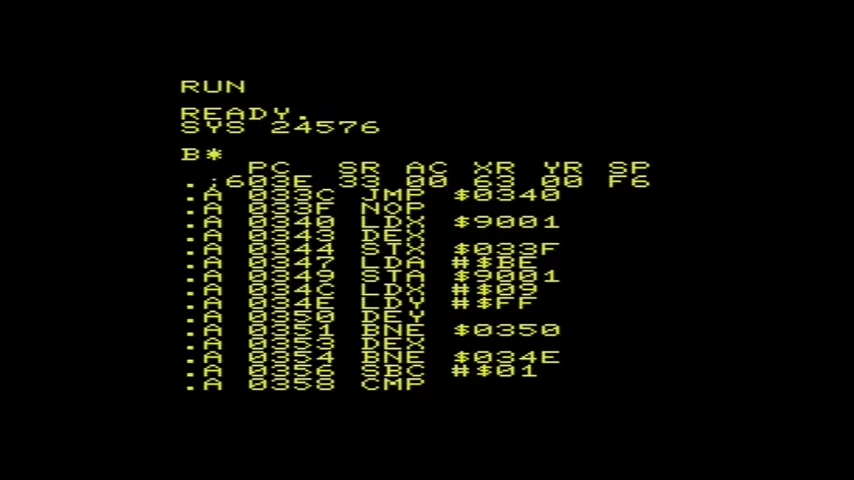 RUN
READY.
SYS 24576
B*
PC SR AC XR YR SP
.;603E 33 00 63 00 F6
.A 033C JMP $0340
.A 033F NOP
.A 0340 LDX $9001
.A 0343 DEX
.A 0344 STX $033F
.A 0347 LDA #$BE
.A 0349 STA $9001
.A 034C LDX #$09
.A 034E LDY #$FF
.A 0350 DEY
.A 0351 BNE $0350
.A 0353 DEX
.A 0354 BNE $034E
.A 0356 SBC #$01
.A 0358 CMP